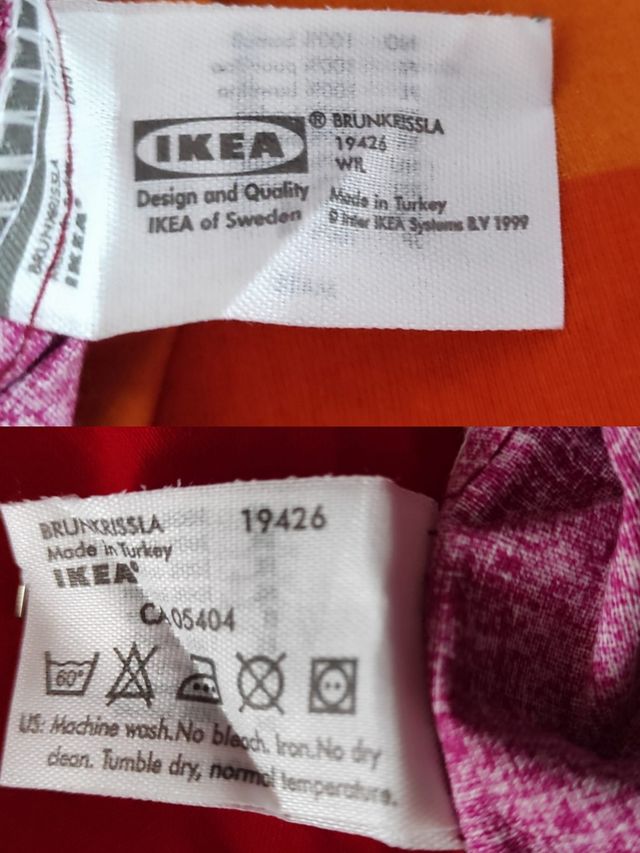 BRUNKRISSLA
IKEA®
IKEA ® BRUNKRISSLA
19426
WR
Design and Quality
IKEA of Sweden
Made in Turkey
© Inter IKEA Systems B.V 1999
BRUNKRISSLA 19426
Made in Turkey
IKEA®
CA05404
60°
US: Machine wash. No bleach. Iron. No dry
clean. Tumble dry, normal temperature.